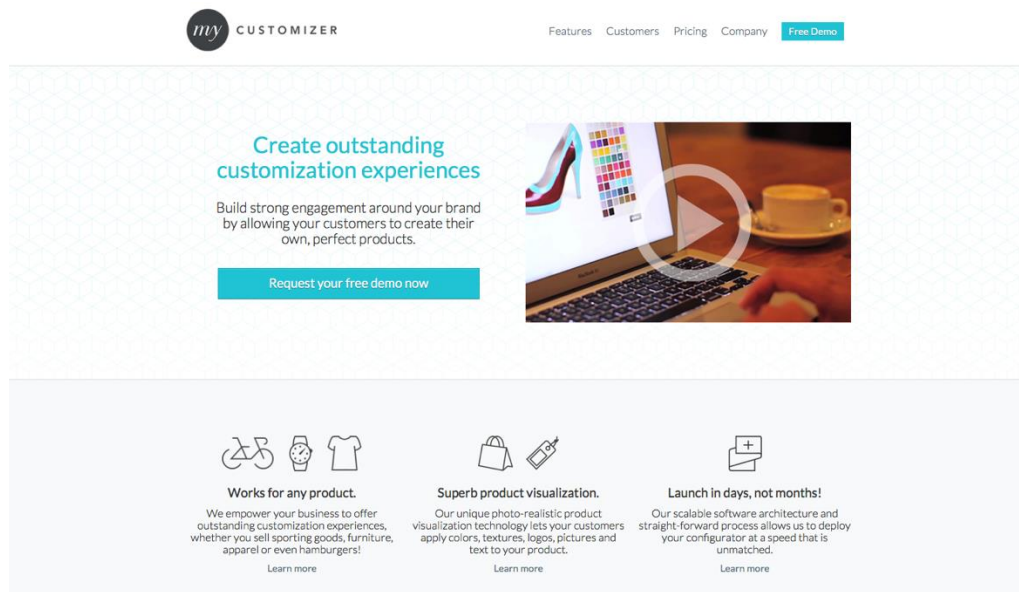 my CUSTOMIZER
Features Customers Pricing Company Free Demo
Create outstanding
customization experiences
Build strong engagement around your brand
by allowing your customers to create their
own, perfect products.
Request your free demo now
Works for any product.
We empower your business to offer
outstanding customization experiences,
whether you sell sporting goods, furniture,
apparel or even hamburgers!
Learn more
Superb product visualization.
Our unique photo-realistic product
visualization technology lets your customers
apply colors, textures, logos, pictures and
text to your product.
Learn more
Launch in days, not months!
Our scalable software architecture and
straight-forward process allows us to deploy
your configurator at a speed that is
unmatched.
Learn more